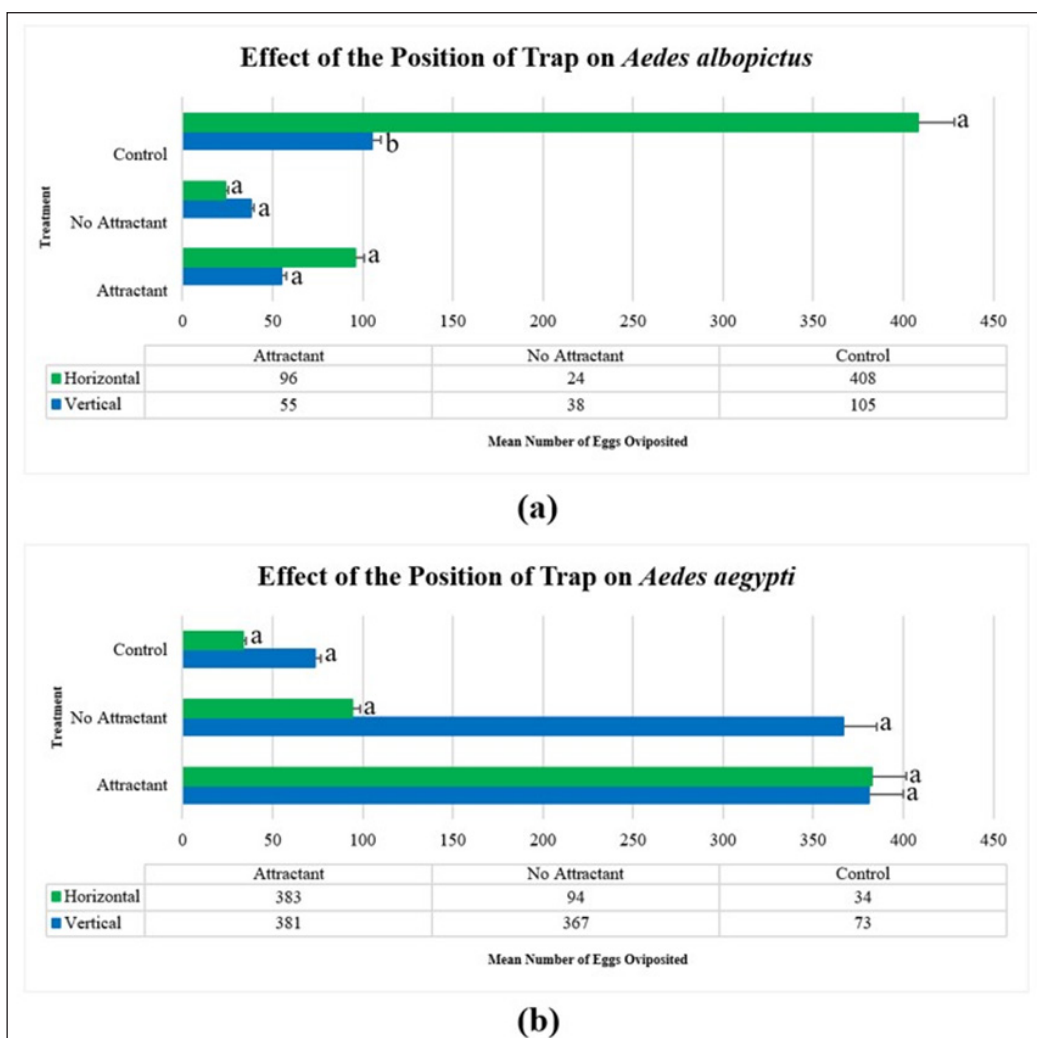 Effect of the Position of Trap on Aedes albopictus
Treatment
Control
a
b
No Attractant
a
a
Attractant
a
a
0 50 100 150 200 250 300 350 400 450
Attractant No Attractant Control
Horizontal 96 24 408
Vertical 55 38 105
Mean Number of Eggs Oviposited
(a)
Effect of the Position of Trap on Aedes aegypti
Treatment
Control
a
a
No Attractant
a
a
Attractant
a
a
0 50 100 150 200 250 300 350 400 450
Attractant No Attractant Control
Horizontal 383 94 34
Vertical 381 367 73
Mean Number of Eggs Oviposited
(b)